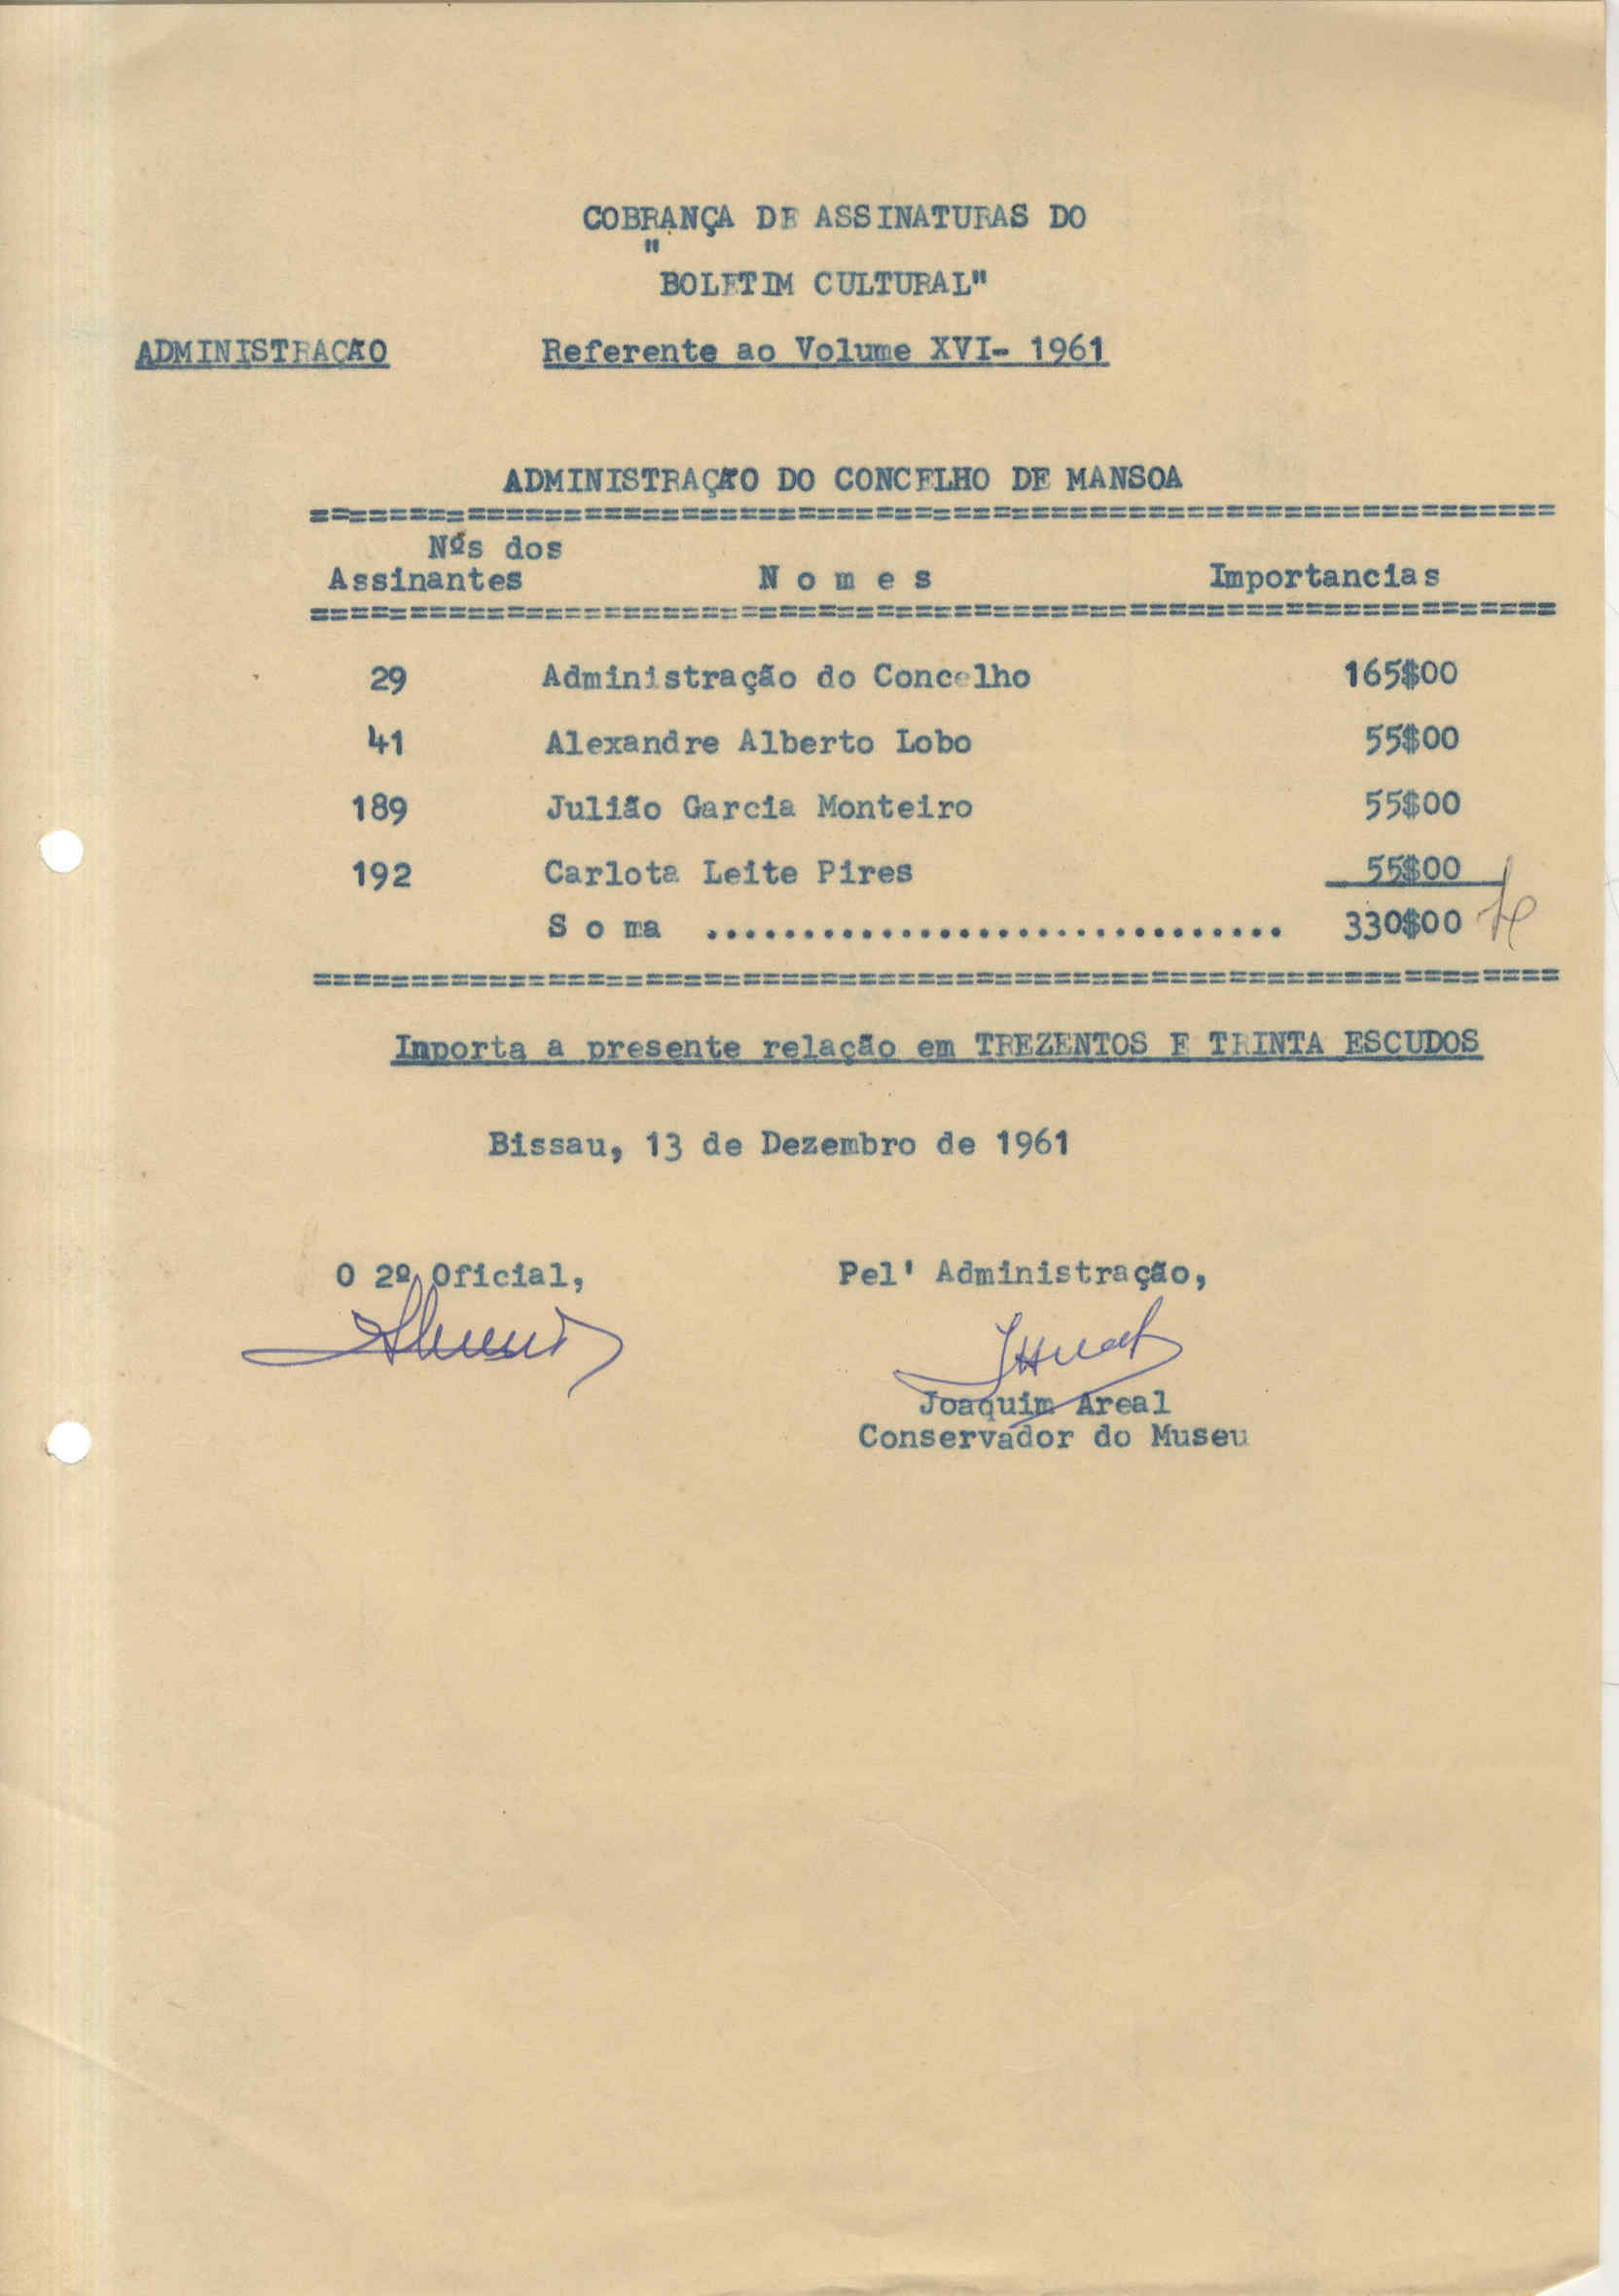 COBRANÇA DE ASSINATURAS DO
"
BOLETIM CULTURAL"
ADMINISTRAÇÃO Referente ao Volume XVI- 1961
ADMINISTRAÇÃO DO CONCELHO DE MANSOA
================================================================
Nºs dos
Assinantes N o m e s Importancias
================================================================
29 Administração do Concelho 165$00
41 Alexandre Alberto Lobo 55$00
189 Julião Garcia Monteiro 55$00
192 Carlota Leite Pires 55$00
S o ma .............................. 330$00
================================================================
Importa a presente relação em TREZENTOS E TRINTA ESCUDOS
Bissau, 13 de Dezembro de 1961
O 2º Oficial, Pel' Administração,
Joaquim Areal
Conservador do Museu